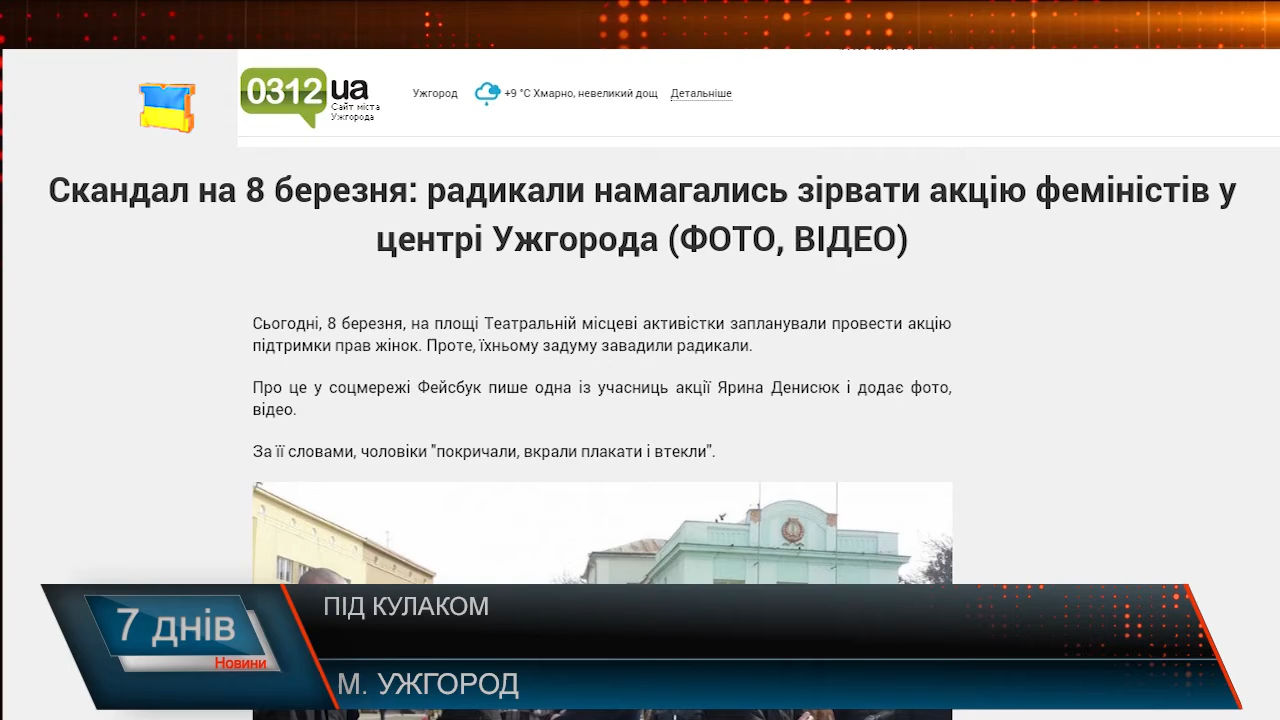 0312 ua
Сайт міста
Ужгорода
Ужгород +9 °C Хмарно, невеликий дощ Детальніше
Скандал на 8 березня: радикали намагались зірвати акцію феміністів у
центрі Ужгорода (ФОТО, ВІДЕО)
Сьогодні, 8 березня, на площі Театральній місцеві активістки запланували провести акцію
підтримки прав жінок. Проте, їхньому задуму завадили радикали.
Про це у соцмережі Фейсбук пише одна із учасниць акції Ярина Денисюк і додає фото,
відео.
За її словами, чоловіки "покричали, вкрали плакати і втекли".
7 днів
Новини
ПІД КУЛАКОМ
М. УЖГОРОД